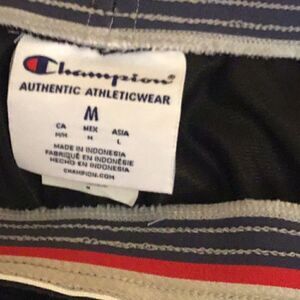 Champion
AUTHENTIC ATHLETICWEAR
M
CA MEX ASIA
M/M M L
MADE IN INDONESIA
FABRIQUÉ EN INDONÉSIE
HECHO EN INDONESIA
CHAMPION.COM